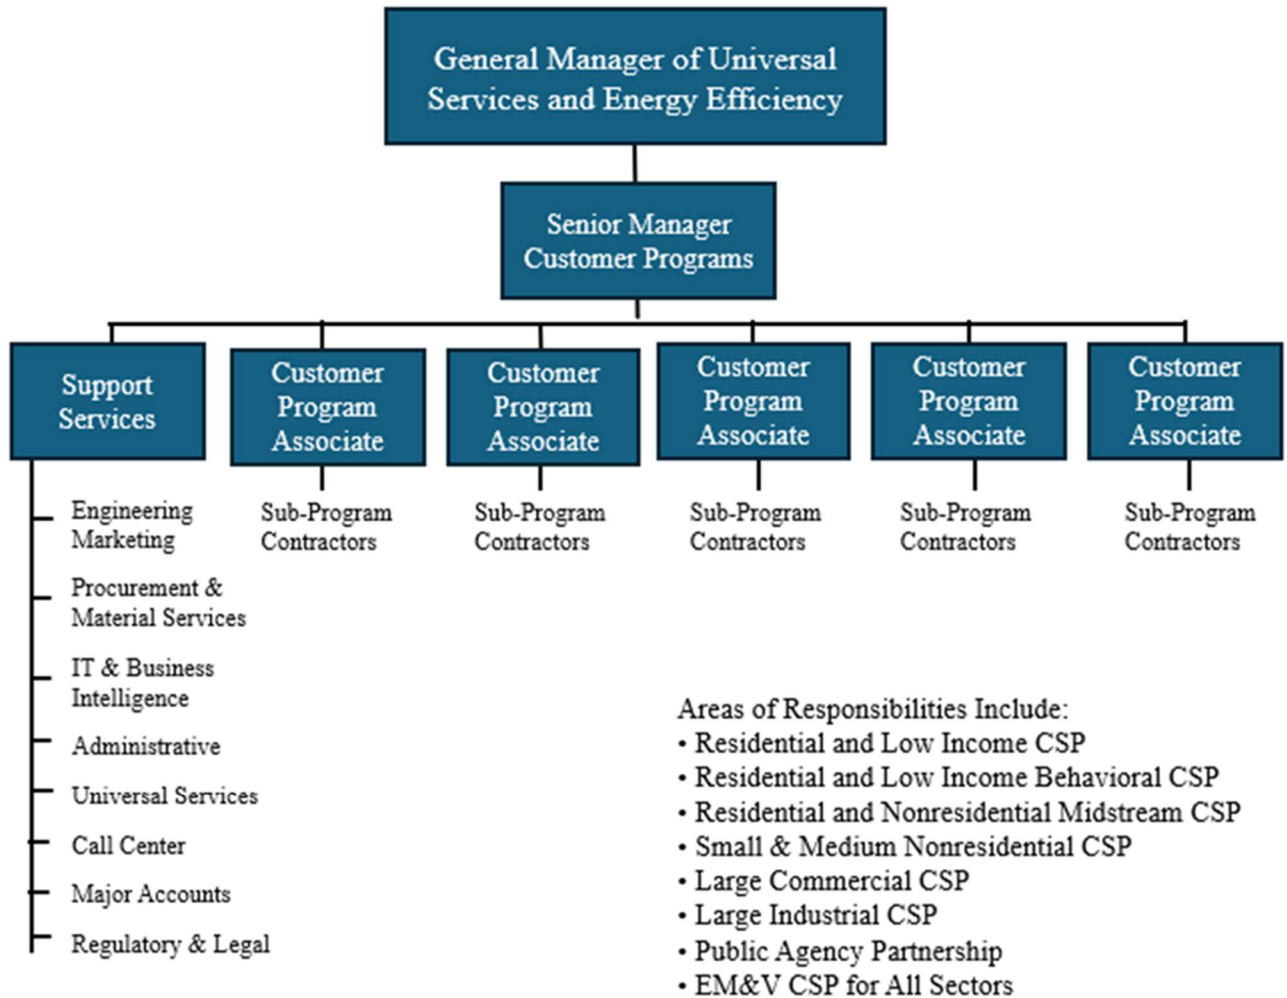 General Manager of Universal
Services and Energy Efficiency
Senior Manager
Customer Programs
Support
Services
Customer
Program
Associate
Customer
Program
Associate
Customer
Program
Associate
Customer
Program
Associate
Customer
Program
Associate
Engineering
Marketing
Procurement &
Material Services
IT & Business
Intelligence
Administrative
Universal Services
Call Center
Major Accounts
Regulatory & Legal
Sub-Program
Contractors
Sub-Program
Contractors
Sub-Program
Contractors
Sub-Program
Contractors
Sub-Program
Contractors
Areas of Responsibilities Include:
• Residential and Low Income CSP
• Residential and Low Income Behavioral CSP
• Residential and Nonresidential Midstream CSP
• Small & Medium Nonresidential CSP
• Large Commercial CSP
• Large Industrial CSP
• Public Agency Partnership
• EM&V CSP for All Sectors